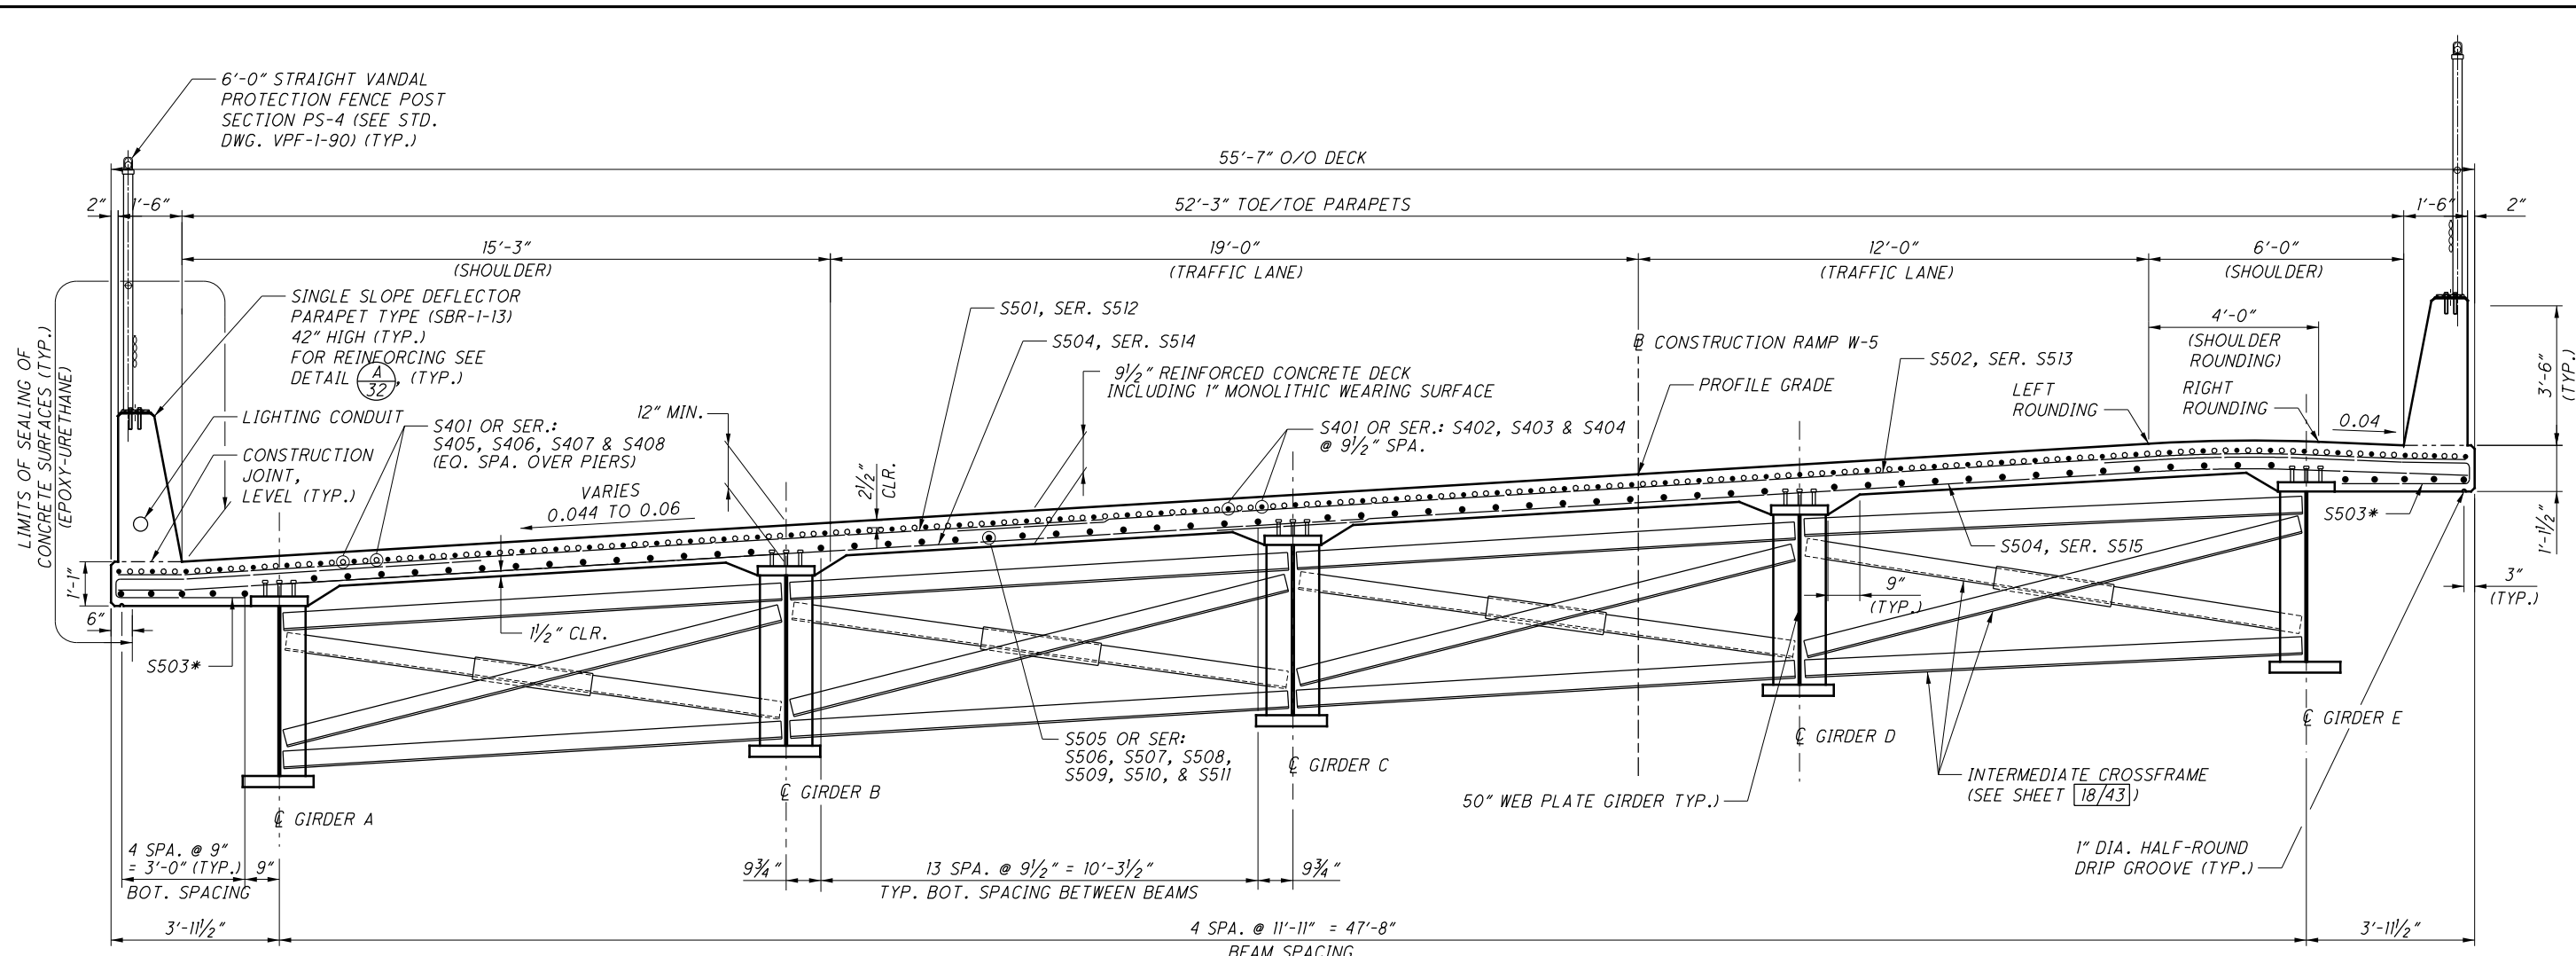 6'-0" STRAIGHT VANDAL
PROTECTION FENCE POST
SECTION PS-4 (SEE STD.
DWG. VPF-1-90) (TYP.)
55'-7" O/O DECK
2"
1'-6"
52'-3" TOE/TOE PARAPETS
1'-6"
2"
15'-3"
(SHOULDER)
19'-0"
(TRAFFIC LANE)
12'-0"
(TRAFFIC LANE)
6'-0"
(SHOULDER)
LIMITS OF SEALING OF
CONCRETE SURFACES (TYP.)
(EPOXY-URETHANE)
SINGLE SLOPE DEFLECTOR
PARAPET TYPE (SBR-1-13)
42" HIGH (TYP.)
FOR REINFORCING SEE
DETAIL A/32, (TYP.)
LIGHTING CONDUIT
CONSTRUCTION
JOINT,
LEVEL (TYP.)
S401 OR SER.:
S405, S406, S407 & S408
(EQ. SPA. OVER PIERS)
12" MIN.
VARIES
0.044 TO 0.06
2½" CLR.
S501, SER. S512
S504, SER. S514
9½" REINFORCED CONCRETE DECK
INCLUDING 1" MONOLITHIC WEARING SURFACE
S401 OR SER.: S402, S403 & S404
@ 9½" SPA.
℄ CONSTRUCTION RAMP W-5
PROFILE GRADE
S502, SER. S513
4'-0"
(SHOULDER
ROUNDING)
LEFT
ROUNDING
RIGHT
ROUNDING
0.04
3'-6"
(TYP.)
1'-1½"
3"
(TYP.)
S503*
S504, SER. S515
9"
(TYP.)
1'-1"
6"
S503*
1½" CLR.
S505 OR SER:
S506, S507, S508,
S509, S510, & S511
℄ GIRDER A
℄ GIRDER B
℄ GIRDER C
℄ GIRDER D
℄ GIRDER E
50" WEB PLATE GIRDER TYP.)
INTERMEDIATE CROSSFRAME
(SEE SHEET 18/43)
1" DIA. HALF-ROUND
DRIP GROOVE (TYP.)
4 SPA. @ 9"
= 3'-0" (TYP.)
BOT. SPACING
9"
9¾"
13 SPA. @ 9½" = 10'-3½"
TYP. BOT. SPACING BETWEEN BEAMS
9¾"
3'-11½"
4 SPA. @ 11'-11" = 47'-8"
BEAM SPACING
3'-11½"